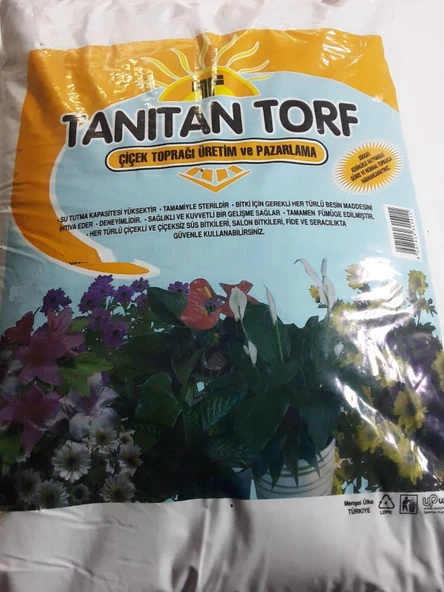 TANITAN TORF
ÇİÇEK TOPRAĞI ÜRETİM ve PAZARLAMA
• SU TUTMA KAPASİTESİ YÜKSEKTİR • TAMAMİYLE STERİLDİR • BİTKİ İÇİN GEREKLİ HER TÜRLÜ BESİN MADDESİNİ
İHTİVA EDER • DENEYİMLİDİR. • SAĞLIKLI VE KUVVETLİ BİR GELİŞME SAĞLAR • TAMAMEN FÜMÜGE EDİLMİŞTİR.
• HER TÜRLÜ ÇİÇEKLİ VE ÇİÇEKSİZ SÜS BİTKİLERİ, SALON BİTKİLERİ, FİDE VE SERACILIKTA
GÜVENLE KULLANABİLİRSİNİZ.
Menşei Ülke
TÜRKİYE
LDPE
UP